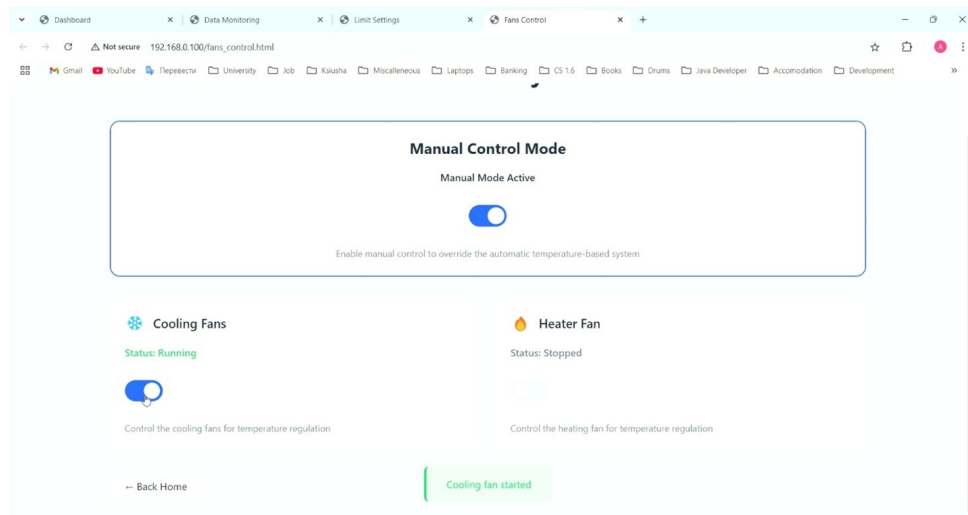 Dashboard
Data Monitoring
Limit Settings
Fans Control
Not secure 192.168.0.100/fans_control.html
Gmail YouTube Перевести University Job Ksiusha Miscalleneous Laptops Banking CS 1.6 Books Drums Java Developer Accomodation Development
Manual Control Mode
Manual Mode Active
Enable manual control to override the automatic temperature-based system
Cooling Fans
Status: Running
Control the cooling fans for temperature regulation
Heater Fan
Status: Stopped
Control the heating fan for temperature regulation
← Back Home
Cooling fan started